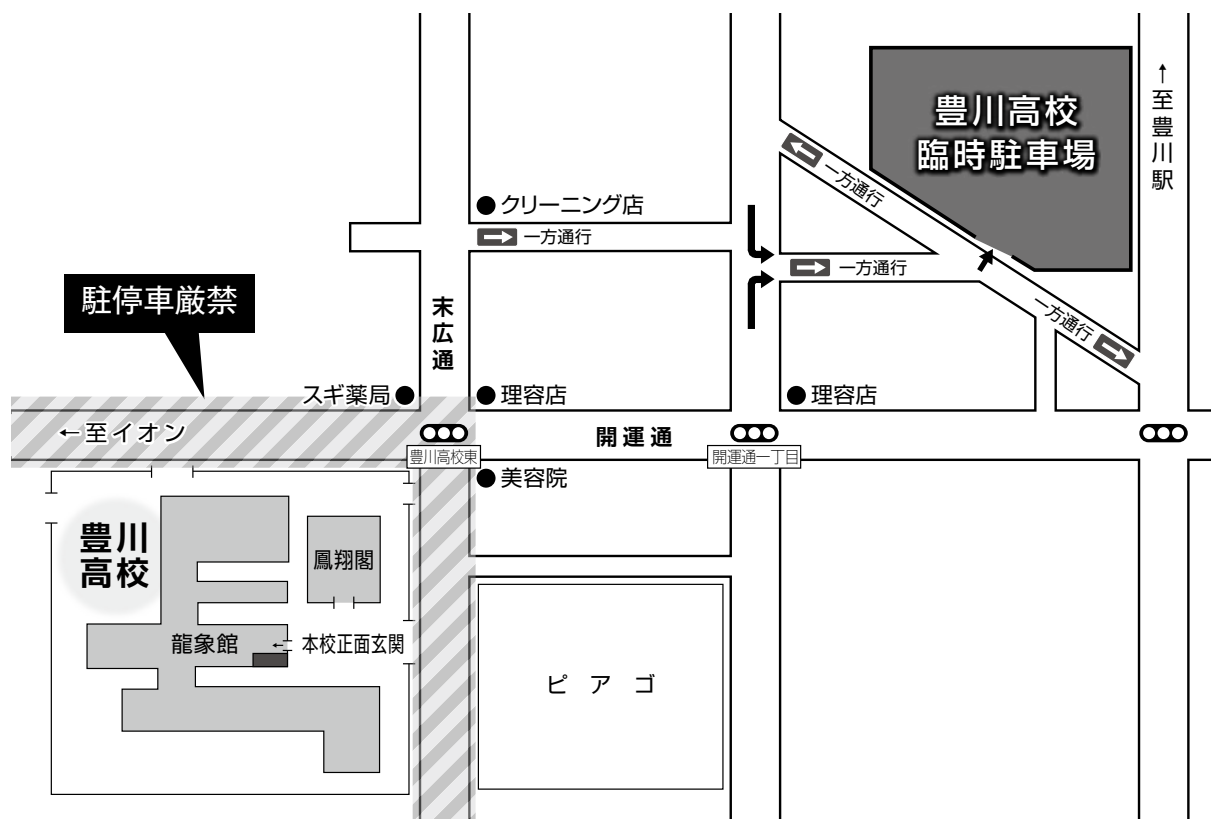 豊川高校
臨時駐車場
↑至豊川駅
一方通行
クリーニング店
一方通行
一方通行
一方通行
駐停車厳禁
末広通
スギ薬局
理容店
理容店
←至イオン
開運通
豊川高校東
開運通一丁目
美容院
豊川
高校
鳳翔閣
龍象館
←
本校正面玄関
ピアゴ